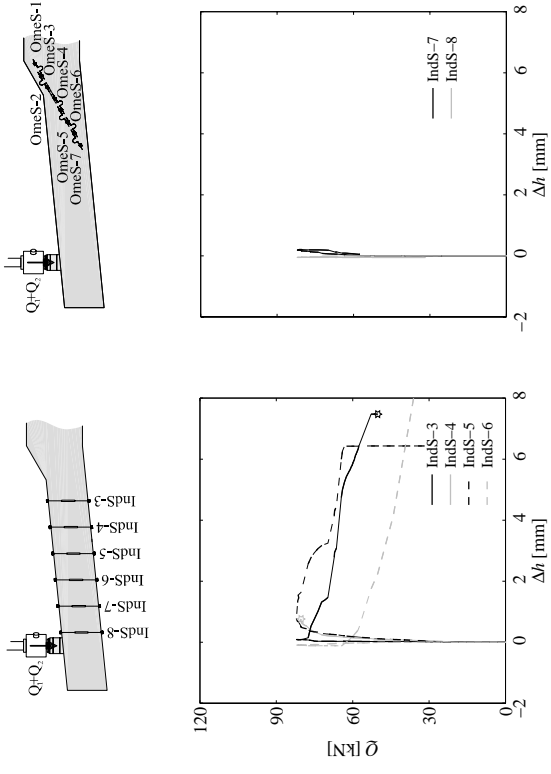 Q₁+Q₂
IndS-8
IndS-7
IndS-6
IndS-5
IndS-4
IndS-3
Q₁+Q₂
OmeS-1
OmeS-2
OmeS-3
OmeS-4
OmeS-5
OmeS-6
OmeS-7
Q [kN]
120
90
60
30
0
−2
0
2
4
6
8
Δh [mm]
IndS−3
IndS−4
IndS−5
IndS−6
−2
0
2
4
6
8
Δh [mm]
IndS−7
IndS−8